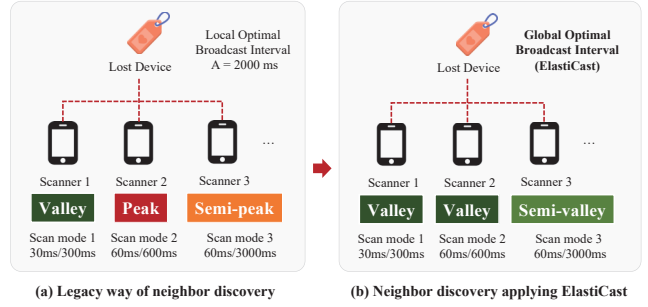 Local Optimal
Broadcast Interval
A = 2000 ms
Lost Device
Scanner 1
Scanner 2
Scanner 3
...
Valley
Peak
Semi-peak
Scan mode 1
30ms/300ms
Scan mode 2
60ms/600ms
Scan mode 3
60ms/3000ms
(a) Legacy way of neighbor discovery
Global Optimal
Broadcast Interval
(ElastiCast)
Lost Device
Scanner 1
Scanner 2
Scanner 3
...
Valley
Valley
Semi-valley
Scan mode 1
30ms/300ms
Scan mode 2
60ms/600ms
Scan mode 3
60ms/3000ms
(b) Neighbor discovery applying ElastiCast